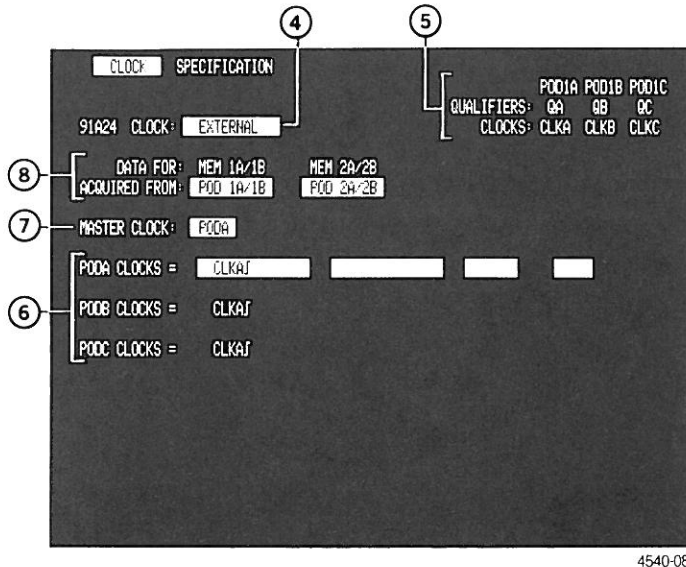 4 5
CLOCK SPECIFICATION
POD1A POD1B POD1C
QUALIFIERS: QA QB QC
91A24 CLOCK: EXTERNAL
CLOCKS: CLKA CLKB CLKC
8
DATA FOR: MEM 1A/1B MEM 2A/2B
ACQUIRED FROM: POD 1A/1B POD 2A/2B
7
MASTER CLOCK: PODA
PODA CLOCKS = CLKA∫
6
PODB CLOCKS = CLKA∫
PODC CLOCKS = CLKA∫
4540-08